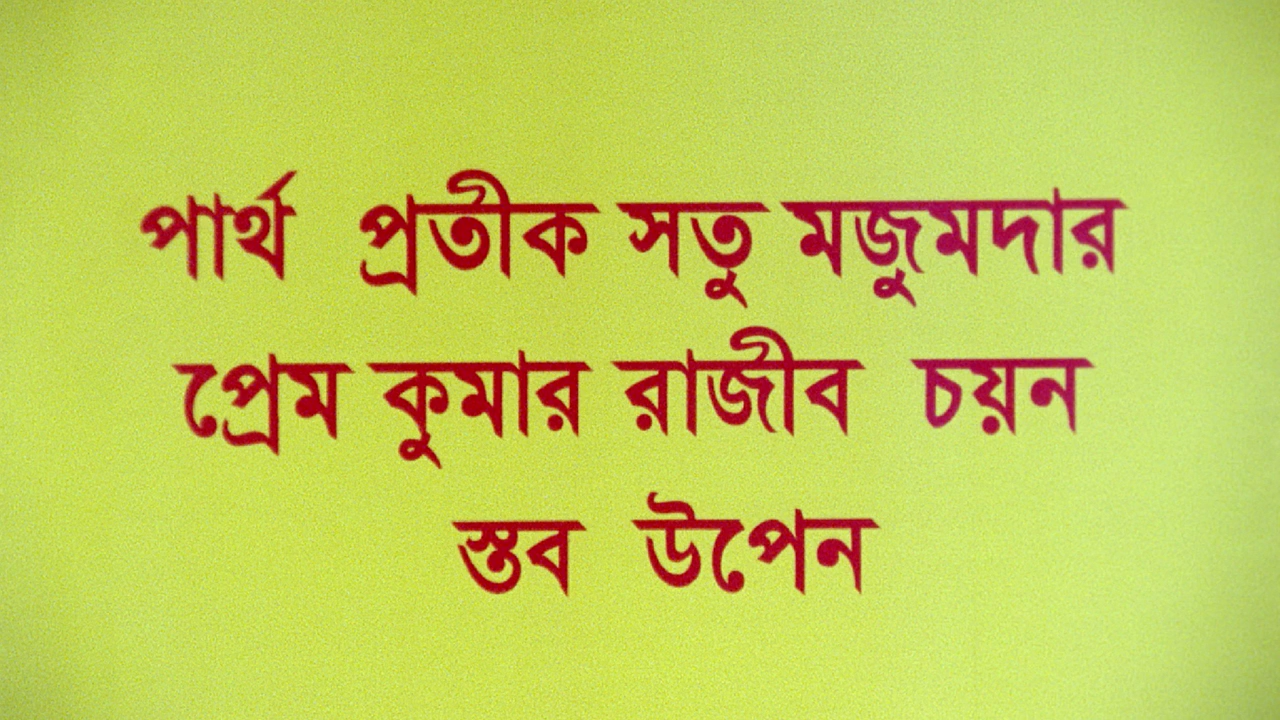 পার্থ প্রতীক সতু মজুমদার
প্রেম কুমার রাজীব চয়ন
স্তব উপেন